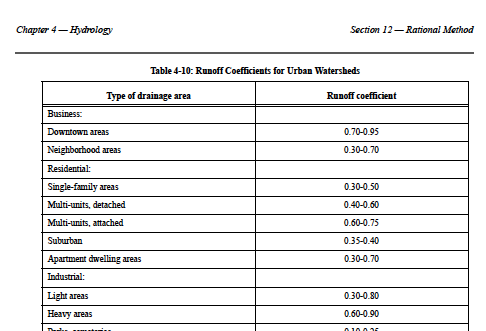 Chapter 4 — Hydrology Section 12 — Rational Method
Table 4-10: Runoff Coefficients for Urban Watersheds
Type of drainage area Runoff coefficient
Business:
Downtown areas 0.70-0.95
Neighborhood areas 0.30-0.70
Residential:
Single-family areas 0.30-0.50
Multi-units, detached 0.40-0.60
Multi-units, attached 0.60-0.75
Suburban 0.35-0.40
Apartment dwelling areas 0.30-0.70
Industrial:
Light areas 0.30-0.80
Heavy areas 0.60-0.90